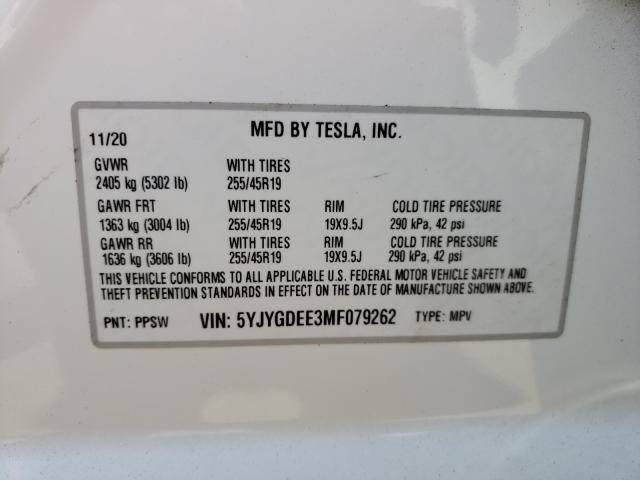 11/20 MFD BY TESLA, INC.
GVWR WITH TIRES
2405 kg (5302 lb) 255/45R19
GAWR FRT WITH TIRES RIM COLD TIRE PRESSURE
1363 kg (3004 lb) 255/45R19 19X9.5J 290 kPa, 42 psi
GAWR RR WITH TIRES RIM COLD TIRE PRESSURE
1636 kg (3606 lb) 255/45R19 19X9.5J 290 kPa, 42 psi
THIS VEHICLE CONFORMS TO ALL APPLICABLE U.S. FEDERAL MOTOR VEHICLE SAFETY AND
THEFT PREVENTION STANDARDS IN EFFECT ON THE DATE OF MANUFACTURE SHOWN ABOVE.
PNT: PPSW VIN: 5YJYGDEE3MF079262 TYPE: MPV